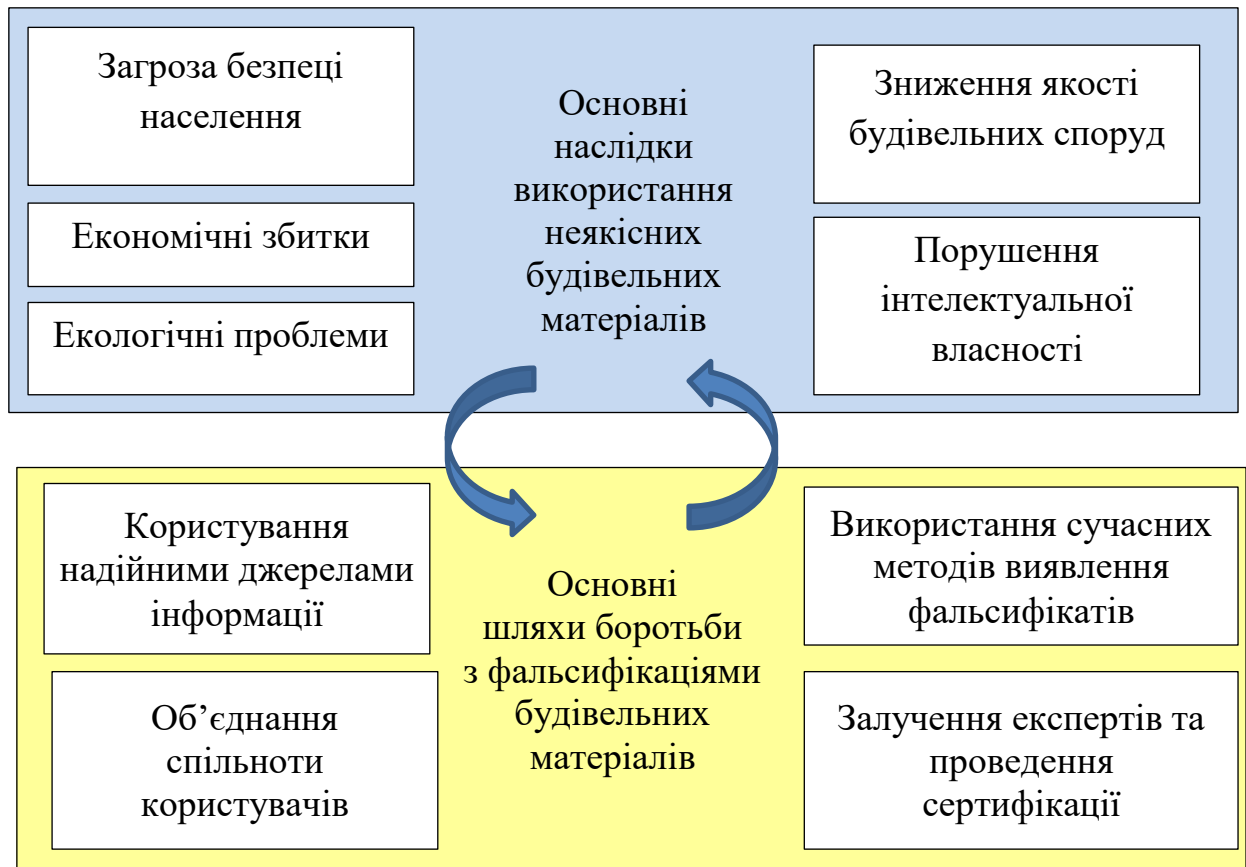 Загроза безпеці
населення
Економічні збитки
Екологічні проблеми
Основні
наслідки
використання
неякісних
будівельних
матеріалів
Зниження якості
будівельних споруд
Порушення
інтелектуальної
власності
Користування
надійними джерелами
інформації
Об’єднання
спільноти
користувачів
Основні
шляхи боротьби
з фальсифікаціями
будівельних
матеріалів
Використання сучасних
методів виявлення
фальсифікатів
Залучення експертів та
проведення
сертифікації